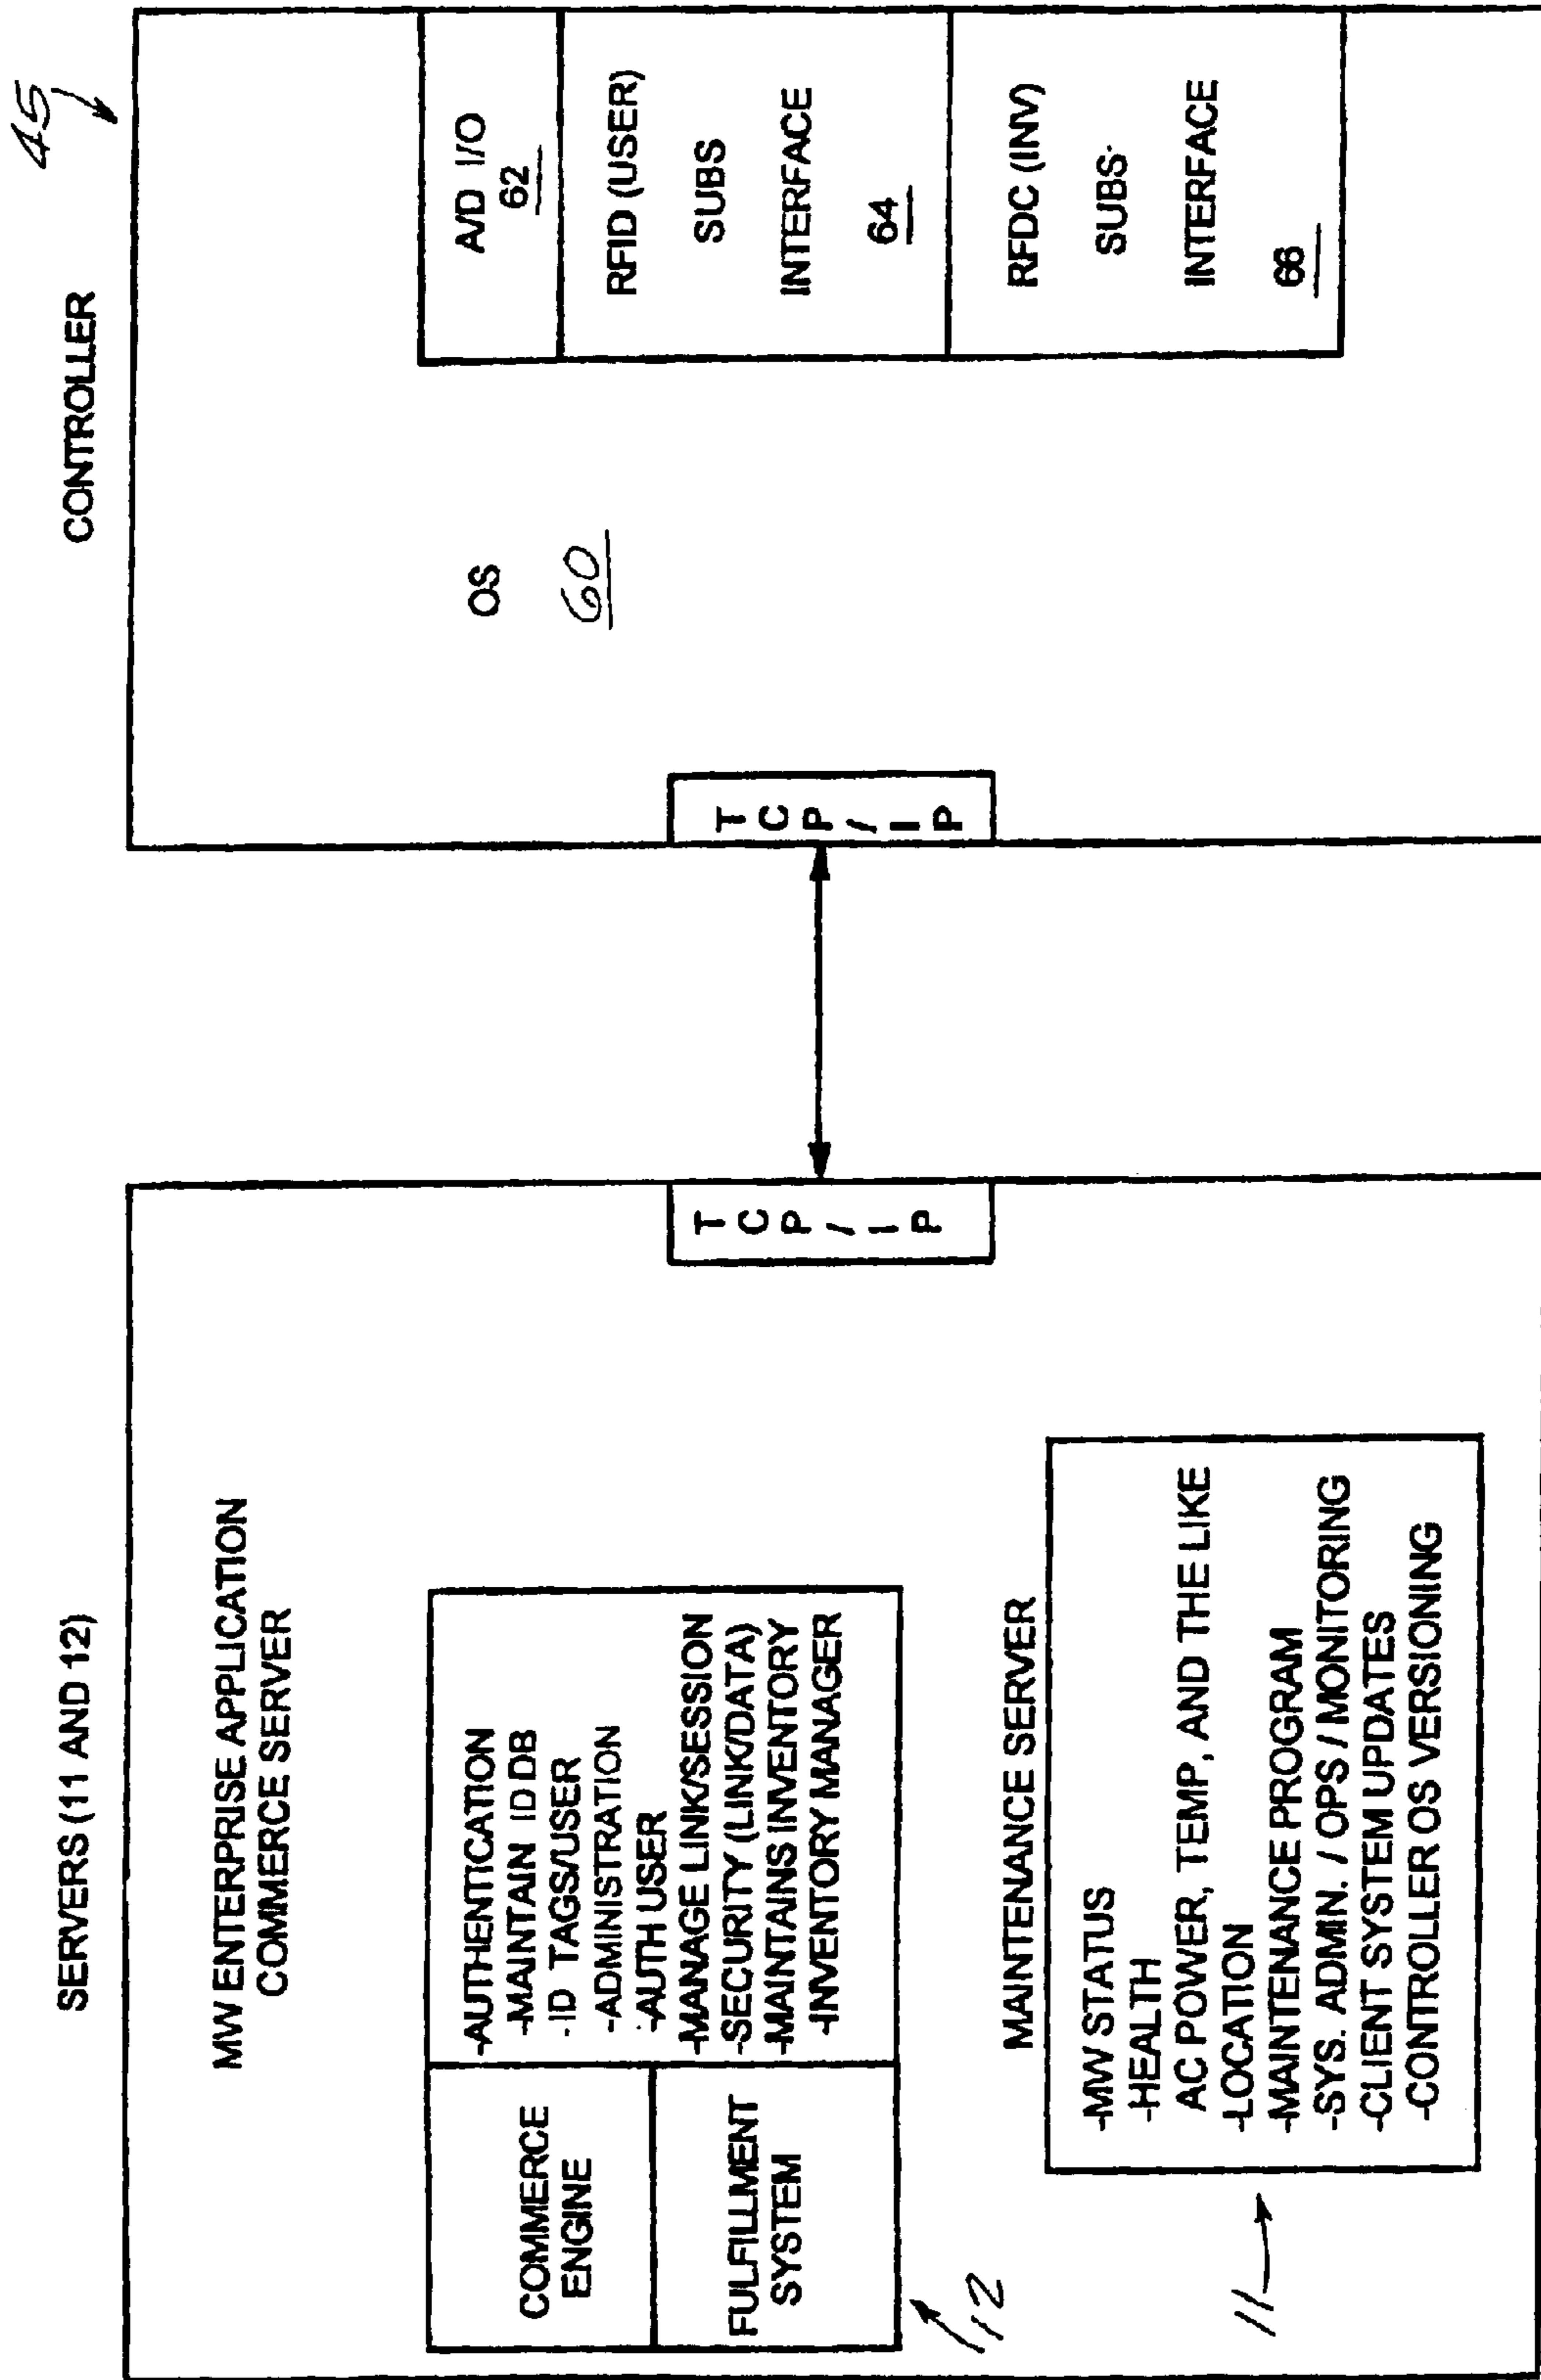 SERVERS (11 AND 12)
MW ENTERPRISE APPLICATION
COMMERCE SERVER
COMMERCE
ENGINE
FULFILLMENT
SYSTEM
-AUTHENTICATION
-MAINTAIN ID DB
-ID TAGS/USER
-ADMINISTRATION
-AUTH USER
-MANAGE LINK/SESSION
-SECURITY (LINK/DATA)
-MAINTAINS INVENTORY
-INVENTORY MANAGER
12
MAINTENANCE SERVER
-MW STATUS
-HEALTH
AC POWER, TEMP, AND THE LIKE
-LOCATION
-MAINTENANCE PROGRAM
-SYS. ADMIN. / OPS / MONITORING
-CLIENT SYSTEM UPDATES
-CONTROLLER OS VERSIONING
11
TCP/IP
TCP/IP
CONTROLLER
45
OS
60
A/D I/O
62
RFID (USER)
SUBS
INTERFACE
64
RFDC (INV)
SUBS-
INTERFACE
66